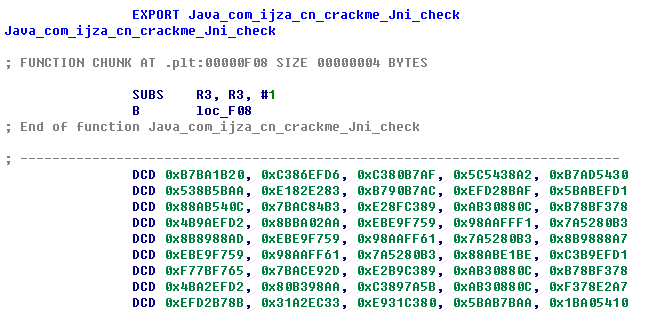 EXPORT Java_com_ijza_cn_crackme_Jni_check
Java_com_ijza_cn_crackme_Jni_check
; FUNCTION CHUNK AT .plt:00000F08 SIZE 00000004 BYTES
SUBS R3, R3, #1
B loc_F08
; End of function Java_com_ijza_cn_crackme_Jni_check
; ---------------------------------------------------------------------------
DCD 0xB7BA1B20, 0xC386EFD6, 0xC380B7AF, 0x5C5438A2, 0xB7AD5430
DCD 0x538B5BAA, 0xE182E283, 0xB790B7AC, 0xEFD28BAF, 0x5BABEFD1
DCD 0x88AB540C, 0x7BAC84B3, 0xE28FC389, 0xAB30880C, 0xB78BF378
DCD 0x4B9AEFD2, 0x8BBA02AA, 0xEBE9F759, 0x98AAFFF1, 0x7A5280B3
DCD 0x8B8988AD, 0xEBE9F759, 0x98AAFF61, 0x7A5280B3, 0x8B9888A7
DCD 0xEBE9F759, 0x98AAFF61, 0x7A5280B3, 0x88ABE1BE, 0xC3B9EFD1
DCD 0xF77BF765, 0x7BACE92D, 0xE2B9C389, 0xAB30880C, 0xB78BF378
DCD 0x4BA2EFD2, 0x80B398AA, 0xC3897A5B, 0xAB30880C, 0xF378E2A7
DCD 0xEFD2B78B, 0x31A2EC33, 0xE931C380, 0x5BAB7BAA, 0x1BA05410